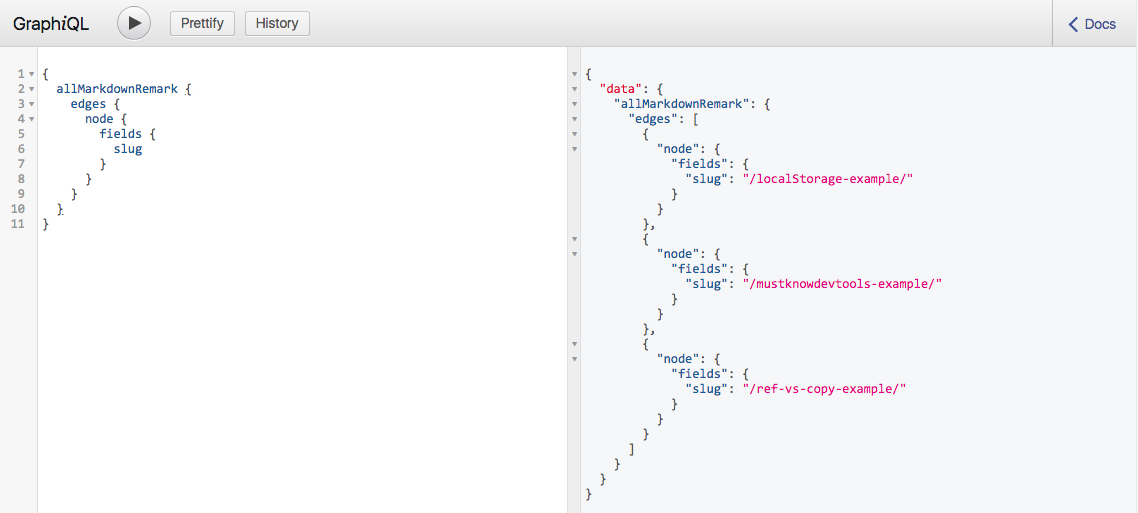 GraphiQL Prettify History Docs
1 {
2 allMarkdownRemark {
3 edges {
4 node {
5 fields {
6 slug
7 }
8 }
9 }
10 }
11 }
{
"data": {
"allMarkdownRemark": {
"edges": [
{
"node": {
"fields": {
"slug": "/localStorage-example/"
}
}
},
{
"node": {
"fields": {
"slug": "/mustknowdevtools-example/"
}
}
},
{
"node": {
"fields": {
"slug": "/ref-vs-copy-example/"
}
}
}
]
}
}
}